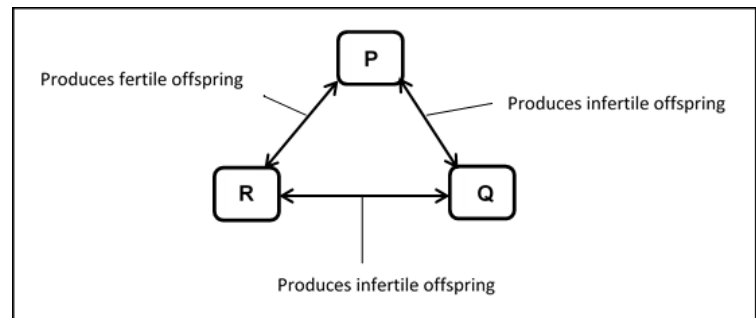 P
Produces fertile offspring
Produces infertile offspring
R
Q
Produces infertile offspring